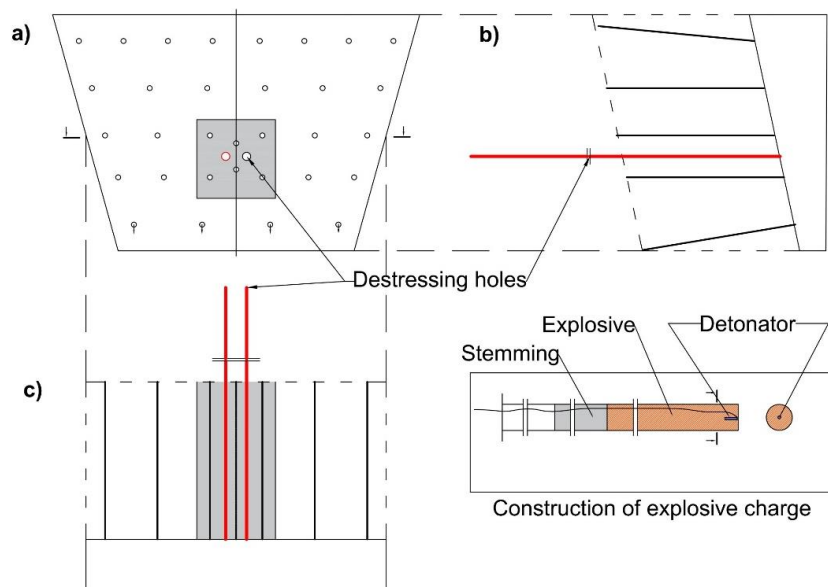 a)
b)
Destressing holes
Explosive
Detonator
Stemming
c)
Construction of explosive charge